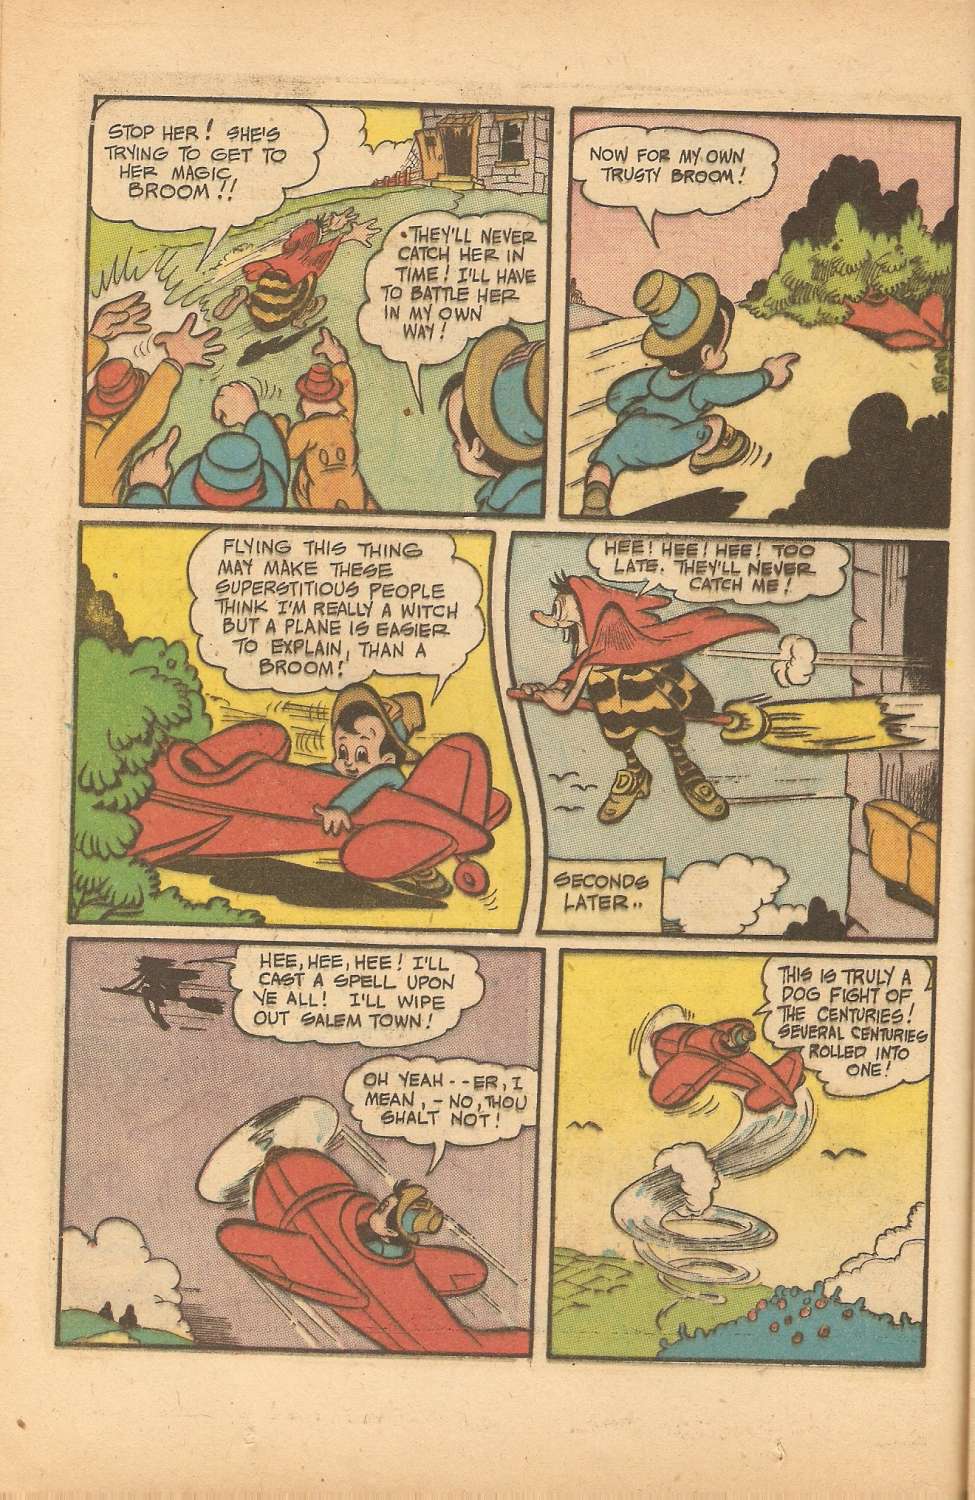 STOP HER! SHE'S
TRYING TO GET TO
HER MAGIC
BROOM!!
THEY'LL NEVER
CATCH HER IN
TIME! I'LL HAVE
TO BATTLE HER
IN MY OWN
WAY!
NOW FOR MY OWN
TRUSTY BROOM!
FLYING THIS THING
MAY MAKE THESE
SUPERSTITIOUS PEOPLE
THINK I'M REALLY A WITCH
BUT A PLANE IS EASIER
TO EXPLAIN, THAN A
BROOM!
HEE! HEE! HEE! TOO
LATE. THEY'LL NEVER
CATCH ME!
SECONDS
LATER..
HEE, HEE, HEE! I'LL
CAST A SPELL UPON
YE ALL! I'LL WIPE
OUT SALEM TOWN!
OH YEAH--ER, I
MEAN,-NO, THOU
SHALT NOT!
THIS IS TRULY A
DOG FIGHT OF
THE CENTURIES!
SEVERAL CENTURIES
ROLLED INTO
ONE!